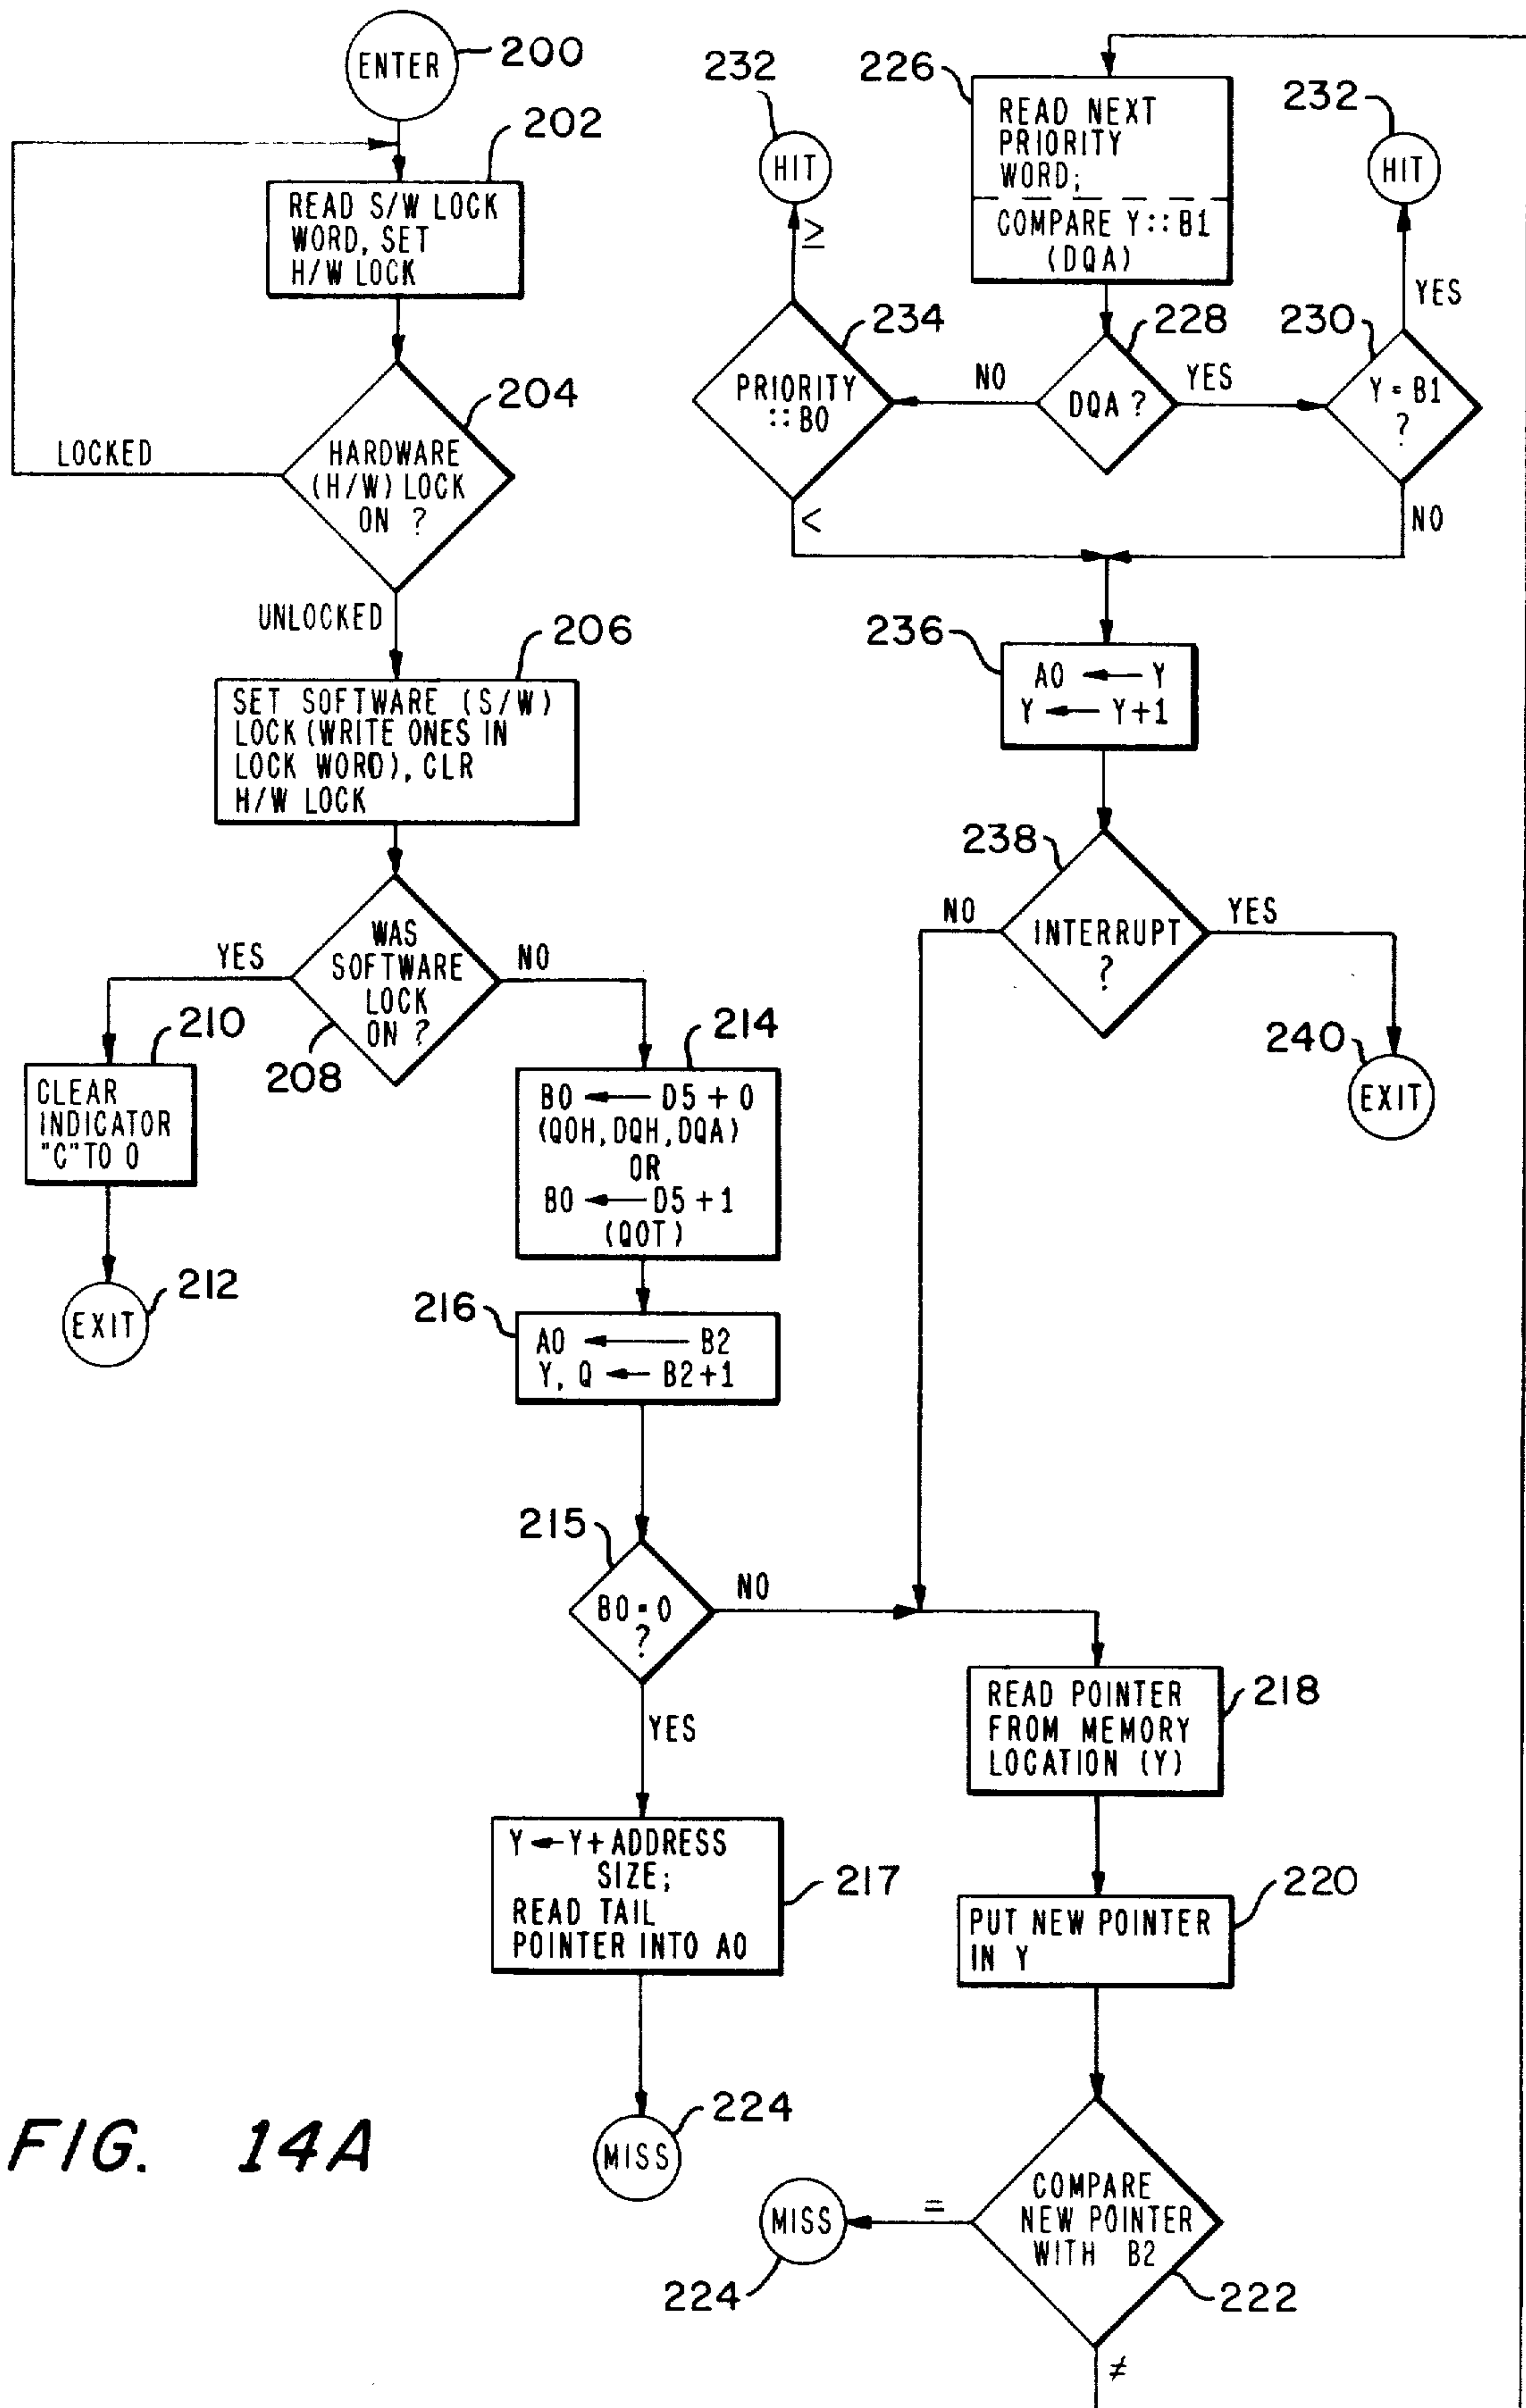 ENTER
200
202
READ S/W LOCK
WORD, SET
H/W LOCK
204
HARDWARE
(H/W) LOCK
ON ?
LOCKED
UNLOCKED
206
SET SOFTWARE (S/W)
LOCK (WRITE ONES IN
LOCK WORD), CLR
H/W LOCK
WAS
SOFTWARE
LOCK
ON ?
208
YES
NO
210
CLEAR
INDICATOR
"C" TO 0
EXIT
212
214
B0 ← D5 + 0
(QOH, DQH, DQA)
OR
B0 ← D5 + 1
(QOT)
216
A0 ← B2
Y, Q ← B2+1
215
B0 = 0
?
NO
YES
217
Y ← Y + ADDRESS
SIZE;
READ TAIL
POINTER INTO A0
224
MISS
218
READ POINTER
FROM MEMORY
LOCATION (Y)
220
PUT NEW POINTER
IN Y
COMPARE
NEW POINTER
WITH B2
222
=
MISS
224
≠
226
READ NEXT
PRIORITY
WORD;
COMPARE Y::B1
(DQA)
228
DQA ?
NO
YES
234
PRIORITY
::B0
≥
<
232
HIT
230
Y = B1
?
YES
NO
232
HIT
236
A0 ← Y
Y ← Y+1
238
INTERRUPT
?
NO
YES
240
EXIT
FIG. 14A